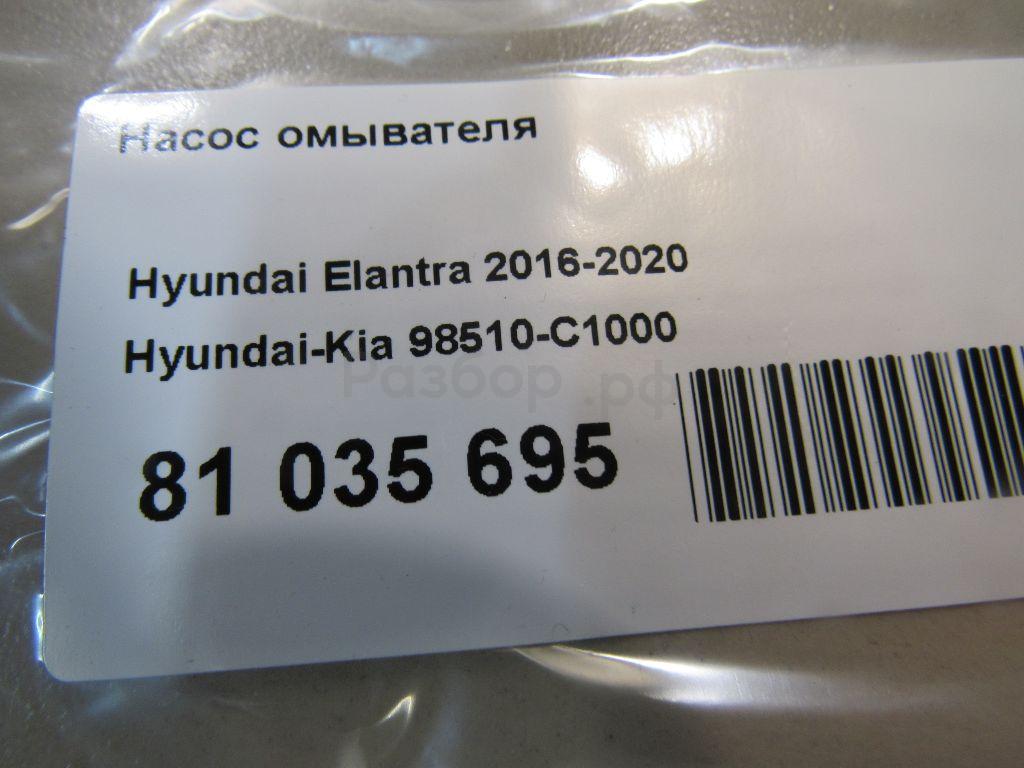 Насос омывателя
Hyundai Elantra 2016-2020
Hyundai-Kia 98510-C1000
Разбор.рф
81 035 695